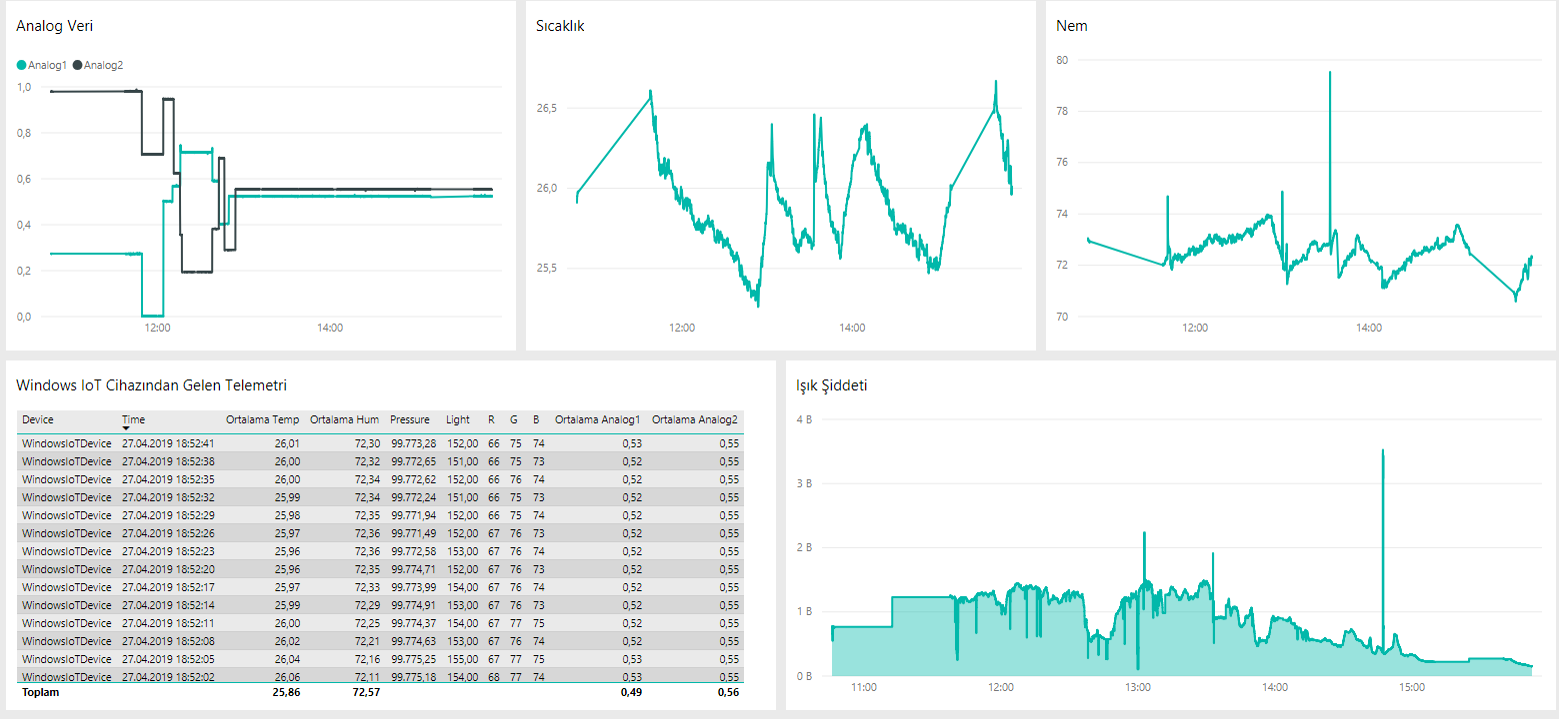 Analog Veri
Analog1 Analog2
1,0
0,8
0,6
0,4
0,2
0,0
12:00 14:00
Sıcaklık
26,5
26,0
25,5
12:00 14:00
Nem
80
78
76
74
72
70
12:00 14:00
Windows IoT Cihazından Gelen Telemetri
Device Time Ortalama Temp Ortalama Hum Pressure Light R G B Ortalama Analog1 Ortalama Analog2
WindowsIoTDevice 27.04.2019 18:52:41 26,01 72,30 99.773,28 152,00 66 75 74 0,53 0,55
WindowsIoTDevice 27.04.2019 18:52:38 26,00 72,32 99.772,65 151,00 66 75 73 0,52 0,55
WindowsIoTDevice 27.04.2019 18:52:35 26,00 72,34 99.772,62 152,00 66 76 74 0,52 0,55
WindowsIoTDevice 27.04.2019 18:52:32 25,99 72,34 99.772,24 151,00 66 75 73 0,52 0,55
WindowsIoTDevice 27.04.2019 18:52:29 25,98 72,35 99.771,94 152,00 66 75 74 0,52 0,55
WindowsIoTDevice 27.04.2019 18:52:26 25,97 72,36 99.771,49 152,00 67 76 73 0,52 0,55
WindowsIoTDevice 27.04.2019 18:52:23 25,96 72,36 99.772,58 153,00 67 76 74 0,52 0,55
WindowsIoTDevice 27.04.2019 18:52:20 25,96 72,35 99.774,71 152,00 67 76 73 0,52 0,55
WindowsIoTDevice 27.04.2019 18:52:17 25,97 72,33 99.773,99 154,00 67 76 74 0,52 0,55
WindowsIoTDevice 27.04.2019 18:52:14 25,99 72,29 99.774,91 153,00 67 76 73 0,52 0,55
WindowsIoTDevice 27.04.2019 18:52:11 26,00 72,25 99.774,37 154,00 67 77 75 0,52 0,55
WindowsIoTDevice 27.04.2019 18:52:08 26,02 72,21 99.774,63 153,00 67 76 74 0,52 0,55
WindowsIoTDevice 27.04.2019 18:52:05 26,04 72,16 99.775,25 155,00 67 77 75 0,53 0,55
WindowsIoTDevice 27.04.2019 18:52:02 26,06 72,11 99.775,18 154,00 68 77 74 0,53 0,55
Toplam 25,86 72,57 0,49 0,56
Işık Şiddeti
4 B
3 B
2 B
1 B
0 B
11:00 12:00 13:00 14:00 15:00